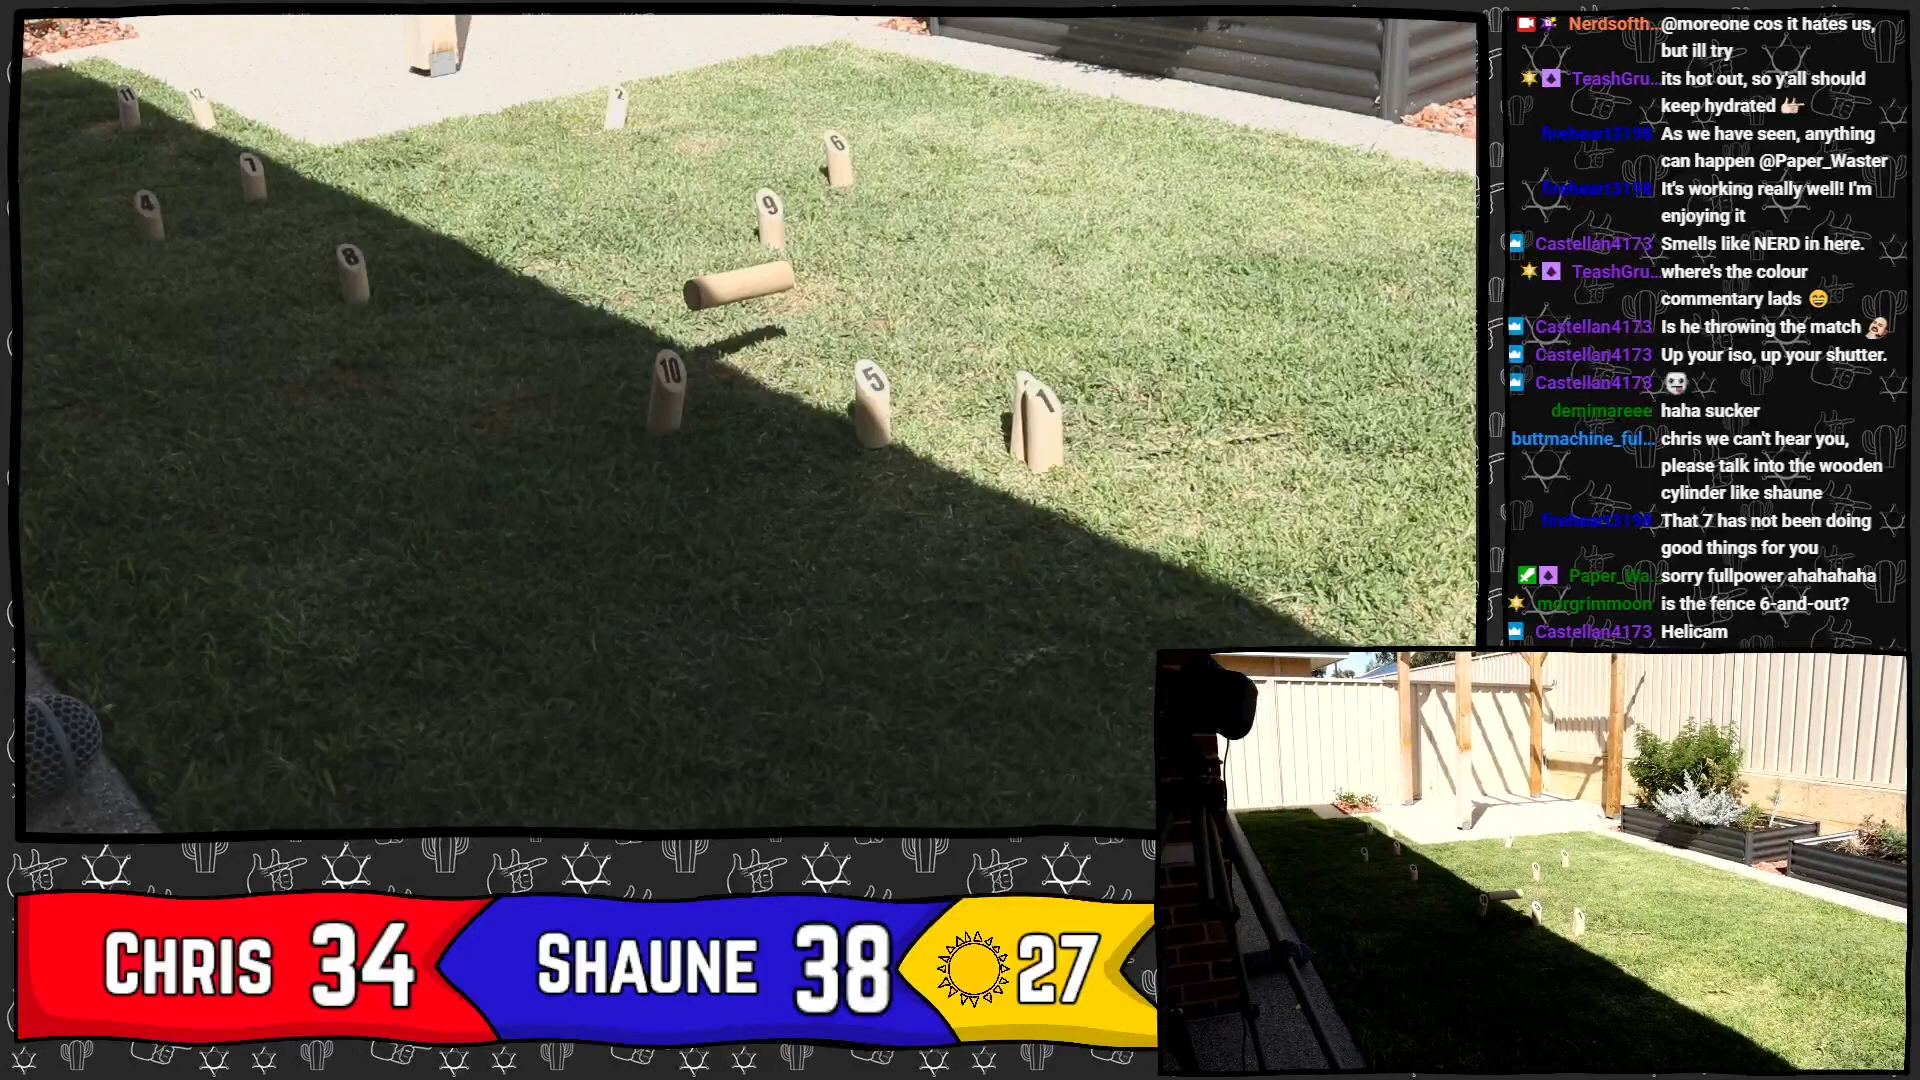 11
12
2
6
7
4
9
8
10
5
1
Nerdsofth... @moreone cos it hates us,
but ill try
TeashGru... its hot out, so y'all should
keep hydrated
fireheart3198 As we have seen, anything
can happen @Paper_Waster
fireheart3198 It's working really well! I'm
enjoying it
Castellan4173 Smells like NERD in here.
TeashGru... where's the colour
commentary lads
Castellan4173 Is he throwing the match
Castellan4173 Up your iso, up your shutter.
Castellan4173
demimareee haha sucker
buttmachine_ful... chris we can't hear you,
please talk into the wooden
cylinder like shaune
fireheart3198 That 7 has not been doing
good things for you
Paper_Wa... sorry fullpower ahahahaha
morgrimmoon is the fence 6-and-out?
Castellan4173 Helicam
CHRIS 34 SHAUNE 38 27